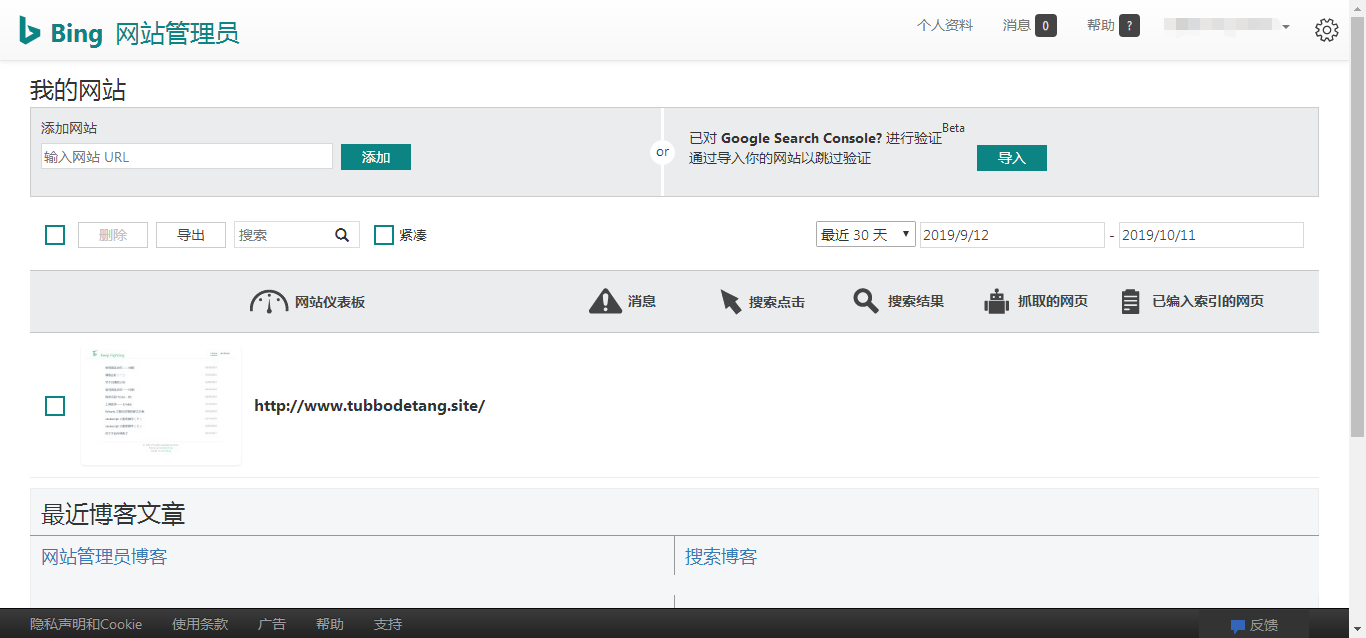 Bing 网站管理员
个人资料 消息 0 帮助 ?
我的网站
添加网站
输入网站 URL 添加
or
已对 Google Search Console? 进行验证Beta
通过导入你的网站以跳过验证
导入
删除 导出 搜索 紧凑 最近 30 天 2019/9/12 - 2019/10/11
网站仪表板 消息 搜索点击 搜索结果 抓取的网页 已编入索引的网页
http://www.tubbodetang.site/
最近博客文章
网站管理员博客 搜索博客
隐私声明和Cookie 使用条款 广告 帮助 支持 反馈